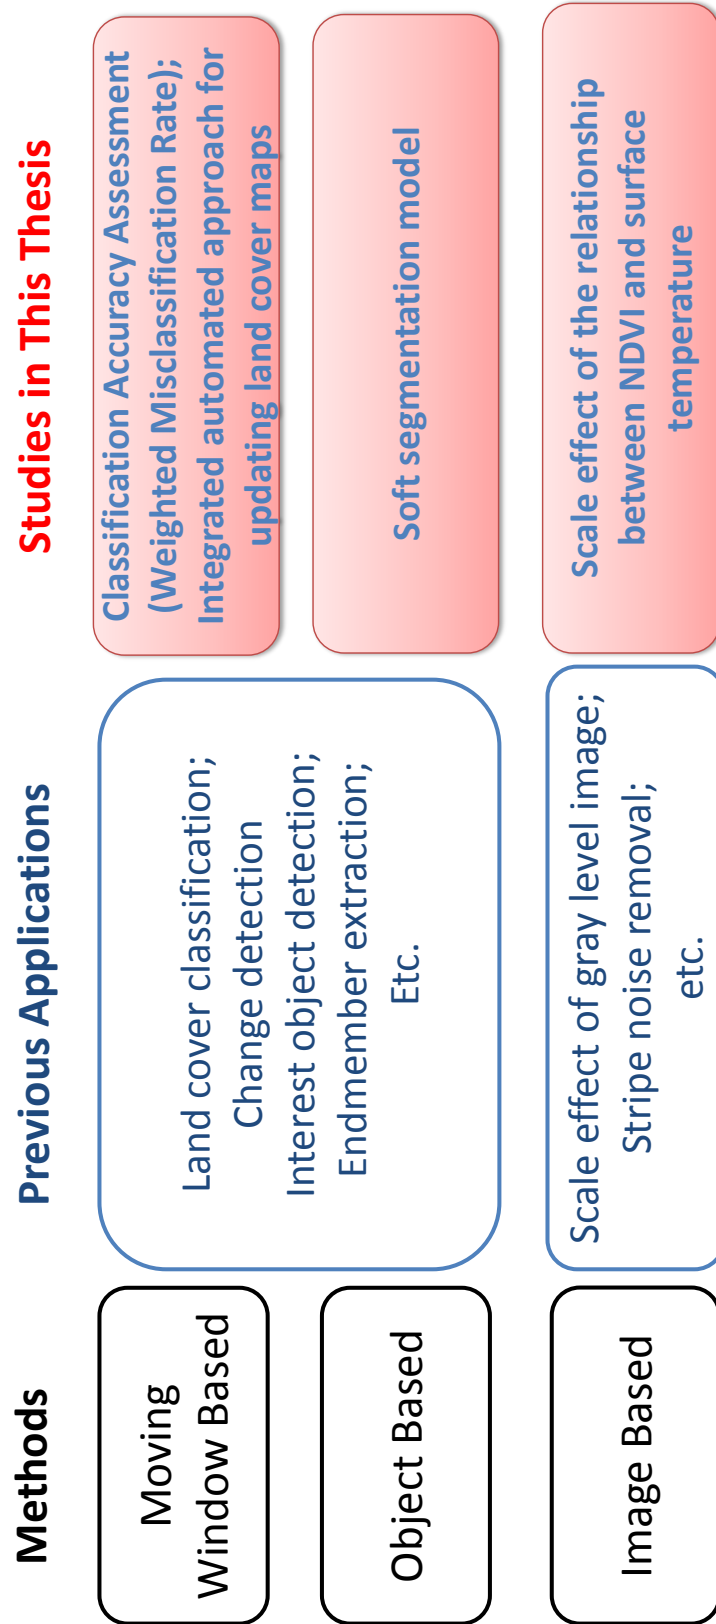 Methods
Previous Applications
Studies in This Thesis
Moving
Window Based
Land cover classification;
Change detection
Interest object detection;
Endmember extraction;
Etc.
Classification Accuracy Assessment
(Weighted Misclassification Rate);
Integrated automated approach for
updating land cover maps
Object Based
Soft segmentation model
Image Based
Scale effect of gray level image;
Stripe noise removal;
etc.
Scale effect of the relationship
between NDVI and surface
temperature